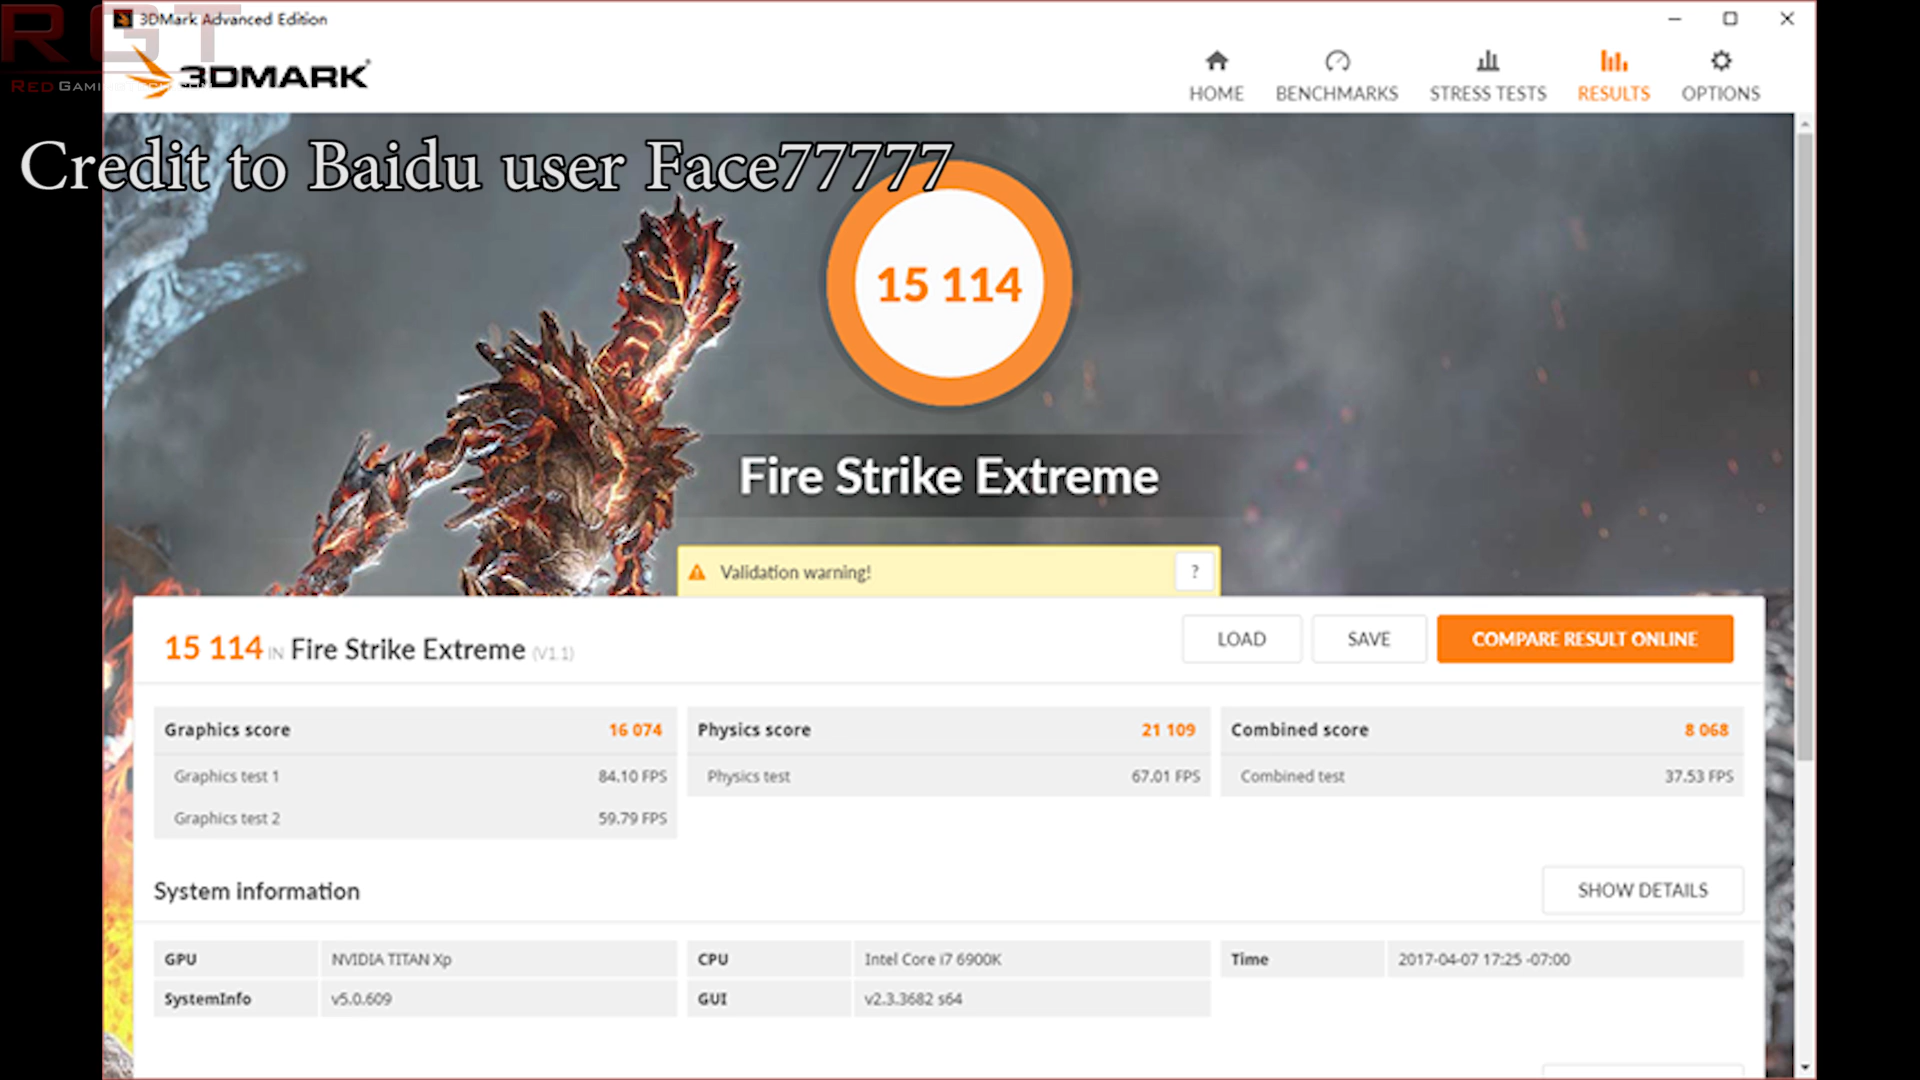 3DMark Advanced Edition
RGT
RED GAMI
3DMARK
HOME
BENCHMARKS
STRESS TESTS
RESULTS
OPTIONS
Credit to Baidu user Face77777
15 114
Fire Strike Extreme
Validation warning!
?
15 114 IN Fire Strike Extreme (V1.1)
LOAD
SAVE
COMPARE RESULT ONLINE
Graphics score 16 074
Graphics test 1 84.10 FPS
Graphics test 2 59.79 FPS
Physics score 21 109
Physics test 67.01 FPS
Combined score 8 068
Combined test 37.53 FPS
System information
SHOW DETAILS
GPU NVIDIA TITAN Xp
CPU Intel Core i7 6900K
Time 2017-04-07 17:25 -07:00
SystemInfo v5.0.609
GUI v2.3.3682 s64